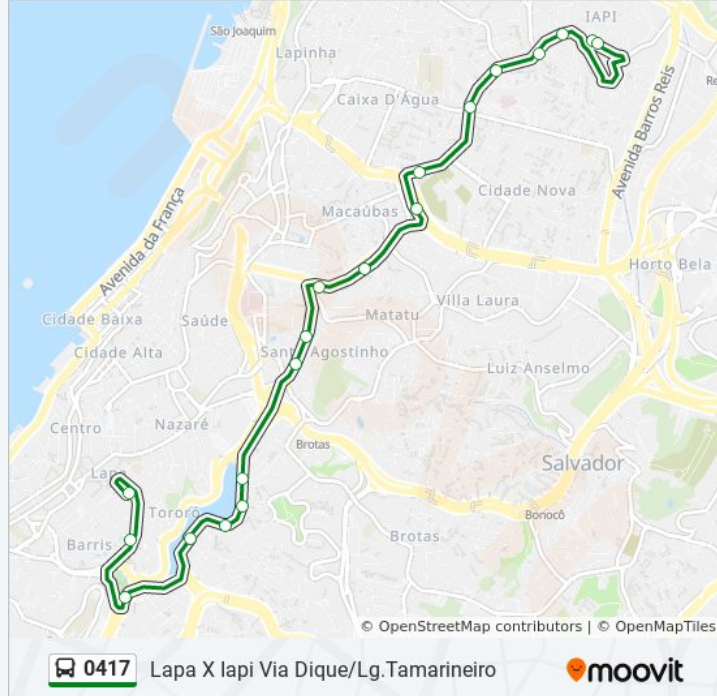 IAPI
São Joaquim
Lapinha
Caixa D'Água
Avenida Barros Reis
Re
Cidade Nova
Macaúbas
Avenida da França
Horto Bela
Villa Laura
Cidade Baixa
Saúde
Matatu
Cidade Alta
Santo Agostinho
Luiz Anselmo
Nazaré
Centro
Brotas
Salvador
Lapa
Tororó
Bonocô
Barris
Brotas
© OpenStreetMap contributors | © OpenMapTiles
0417 Lapa X Iapi Via Dique/Lg.Tamarineiro moovit